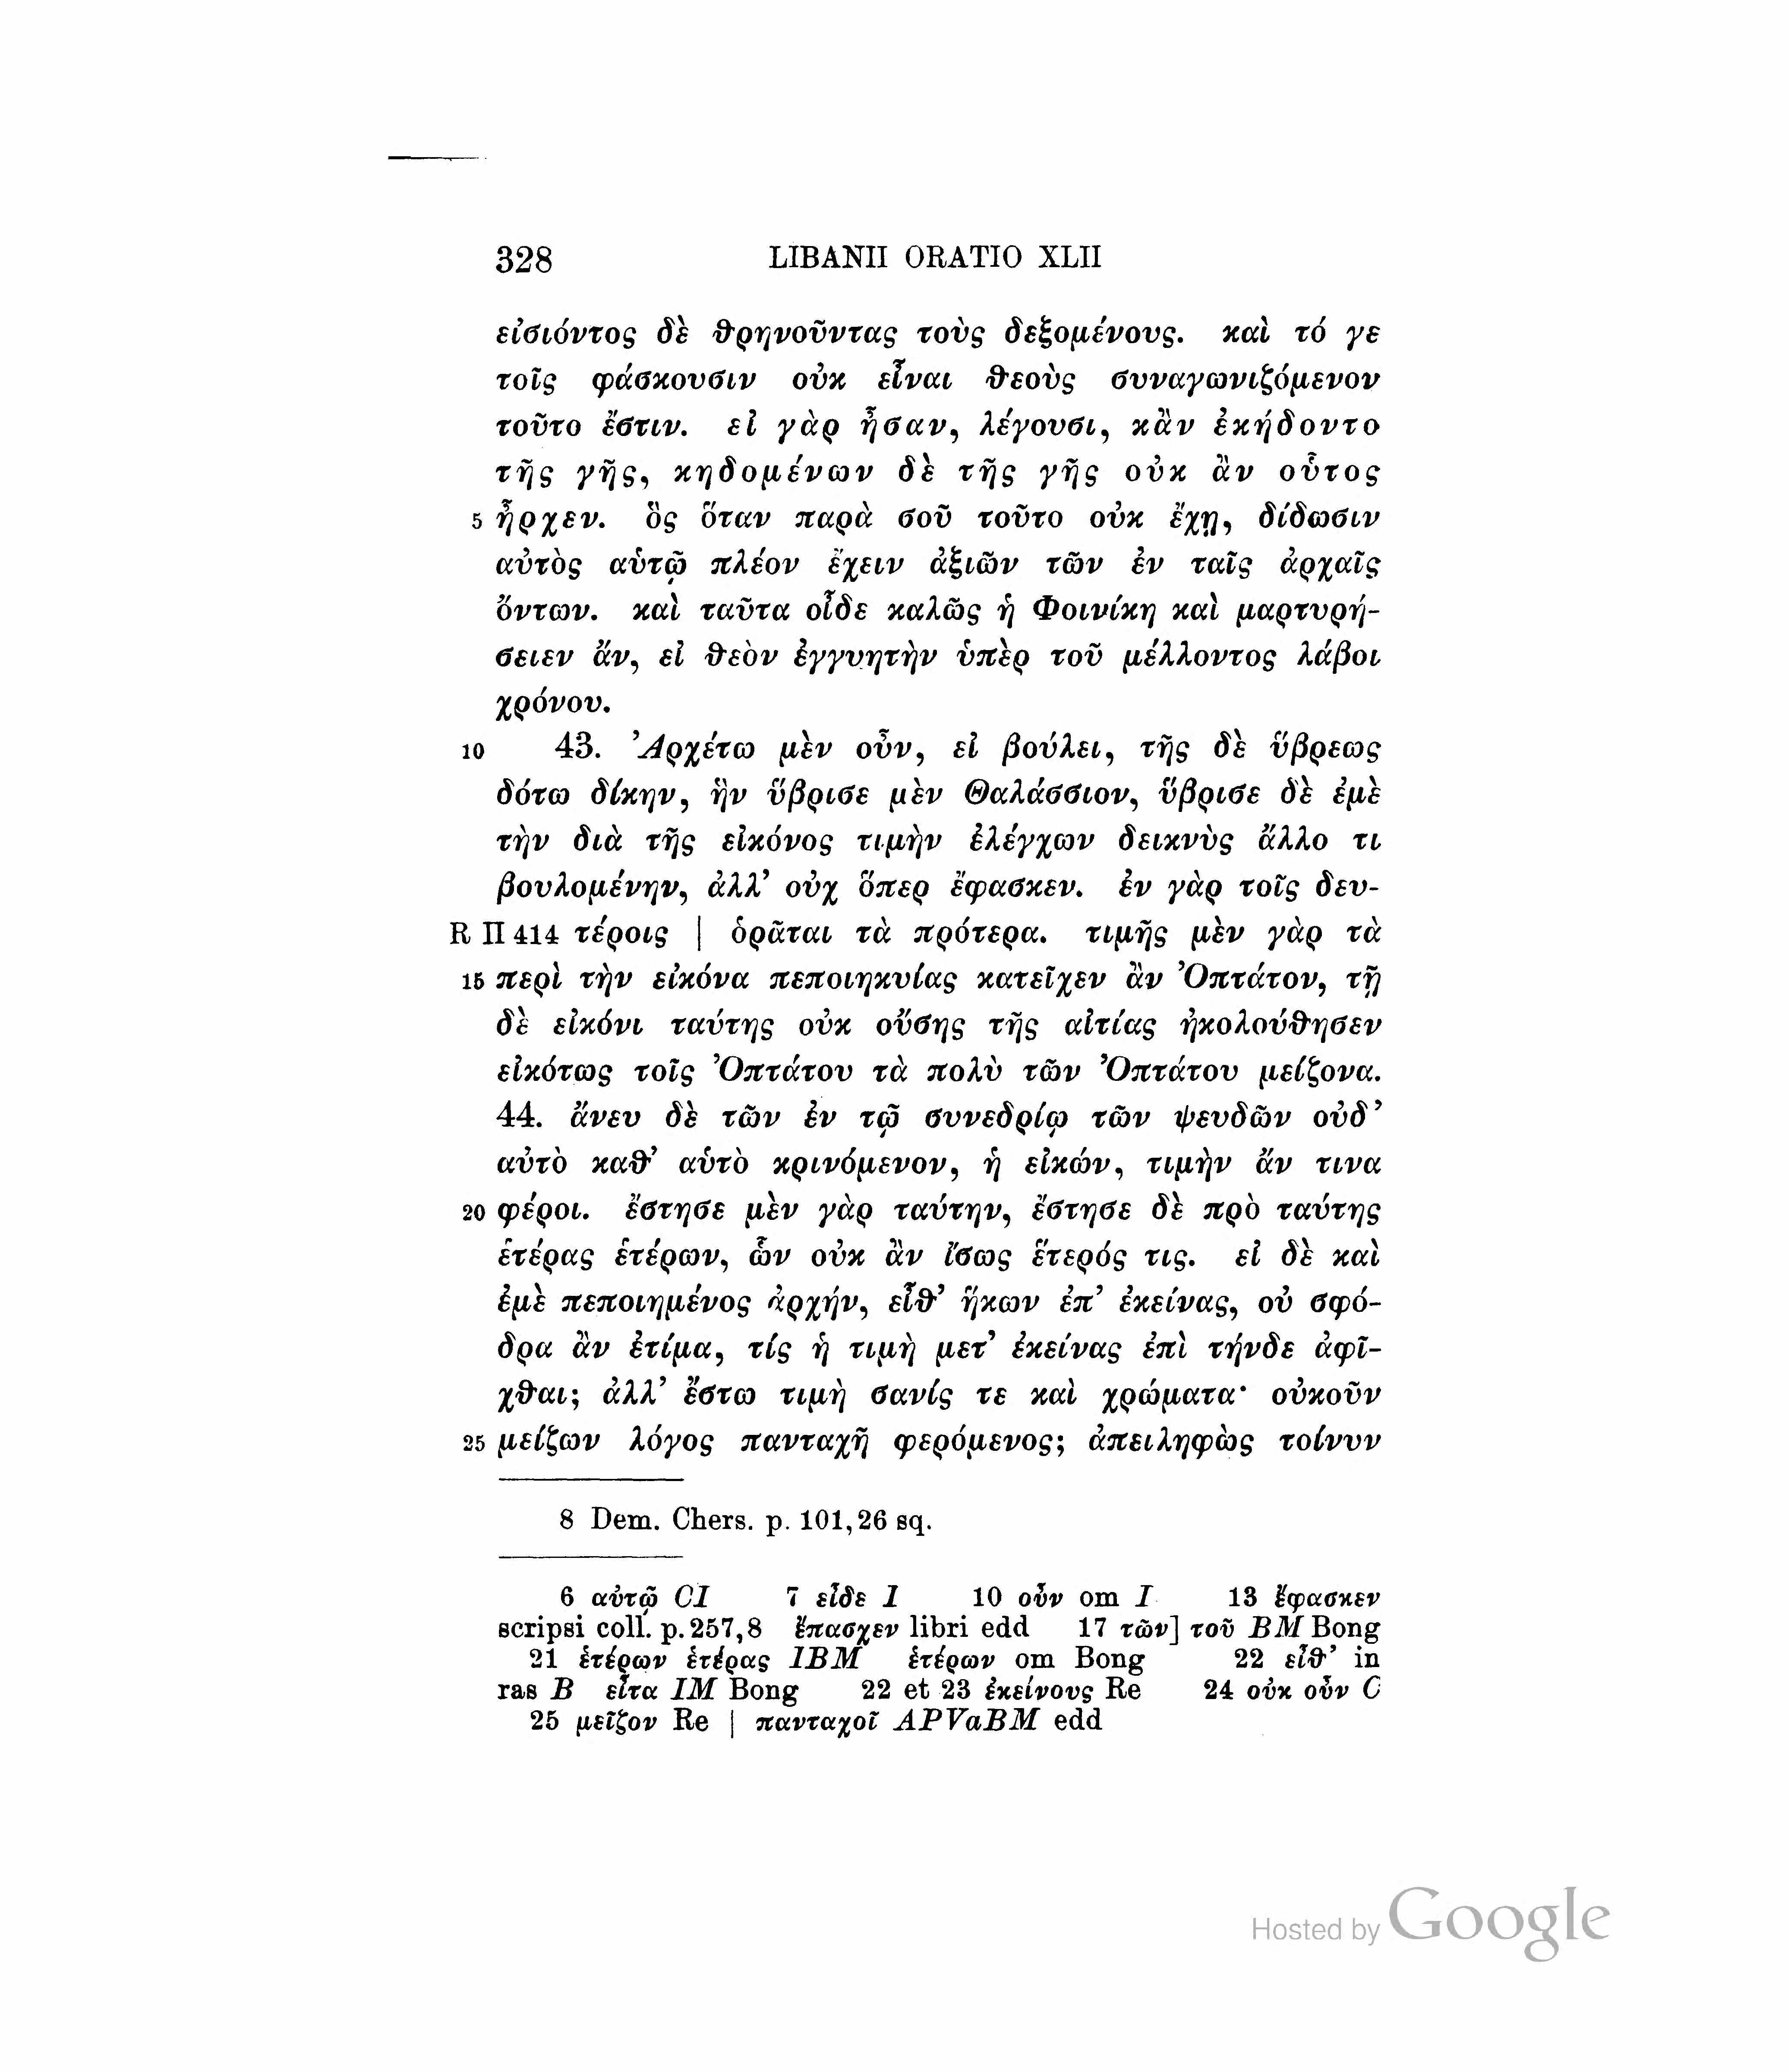 328 LIBANII ORATIO XLII
εἰσιόντος δὲ θρηνοῦντας τοὺς δεξομένους. καὶ τό γε
τοῖς φάσκουσιν οὐκ εἶναι θεοὺς συναγωνιζόμενον
τοῦτο ἔστιν. εἰ γὰρ ἦσαν, λέγουσι, κἂν ἐκήδοντο
τῆς γῆς, κηδομένων δὲ τῆς γῆς οὐκ ἂν οὗτος
5 ἦρχεν. ὃς ὅταν παρὰ σοῦ τοῦτο οὐκ ἔχῃ, δίδωσιν
αὐτὸς αὑτῷ πλέον ἔχειν ἀξιῶν τῶν ἐν ταῖς ἀρχαῖς
ὄντων. καὶ ταῦτα οἶδε καλῶς ἡ Φοινίκη καὶ μαρτυρή-
σειεν ἄν, εἰ θεὸν ἐγγυητὴν ὑπὲρ τοῦ μέλλοντος λάβοι
χρόνου.
10 43. Ἀρχέτω μὲν οὖν, εἰ βούλει, τῆς δὲ ὕβρεως
δότω δίκην, ἣν ὕβρισε μὲν Θαλάσσιον, ὕβρισε δὲ ἐμὲ
τὴν διὰ τῆς εἰκόνος τιμὴν ἐλέγχων δεικνὺς ἄλλο τι
βουλομένην, ἀλλ’ οὐχ ὅπερ ἔφασκεν. ἐν γὰρ τοῖς δευ-
R II 414 τέροις | ὁρᾶται τὰ πρότερα. τιμῆς μὲν γὰρ τὰ
15 περὶ τὴν εἰκόνα πεποιηκυίας κατεῖχεν ἂν Ὀπτάτον, τῇ
δὲ εἰκόνι ταύτης οὐκ οὔσης τῆς αἰτίας ἠκολούθησεν
εἰκότως τοῖς Ὀπτάτου τὰ πολὺ τῶν Ὀπτάτου μείζονα.
44. ἄνευ δὲ τῶν ἐν τῷ συνεδρίῳ τῶν ψευδῶν οὐδ’
αὐτὸ καθ’ αὑτὸ κρινόμενον, ἡ εἰκών, τιμὴν ἄν τινα
20 φέροι. ἔστησε μὲν γὰρ ταύτην, ἔστησε δὲ πρὸ ταύτης
ἑτέρας ἑτέρων, ὧν οὐκ ἂν ἴσως ἕτερός τις. εἰ δὲ καὶ
ἐμὲ πεποιημένος ἀρχήν, εἶθ’ ἥκων ἐπ’ ἐκείνας, οὐ σφό-
δρα ἂν ἐτίμα, τίς ἡ τιμὴ μετ’ ἐκείνας ἐπὶ τήνδε ἀφῖ-
χθαι; ἀλλ’ ἔστω τιμὴ σανίς τε καὶ χρώματα· οὐκοῦν
25 μείζων λόγος πανταχῆ φερόμενος; ἀπειληφὼς τοίνυν
8 Dem. Chers. p. 101,26 sq.
6 αὐτῷ CI 7 εἶδε I 10 οὖν om I 13 ἔφασκεν
scripsi coll. p. 257,8 ἔπασχεν libri edd 17 τῶν] τοῦ BM Bong
21 ἑτέρων ἑτέρας IBM ἑτέρων om Bong 22 εἶθ’ in
ras B εἶτα IM Bong 22 et 23 ἐκείνους Re 24 οὐκ οὖν C
25 μεῖζον Re | πανταχοῖ APVaBM edd
Hosted by Google